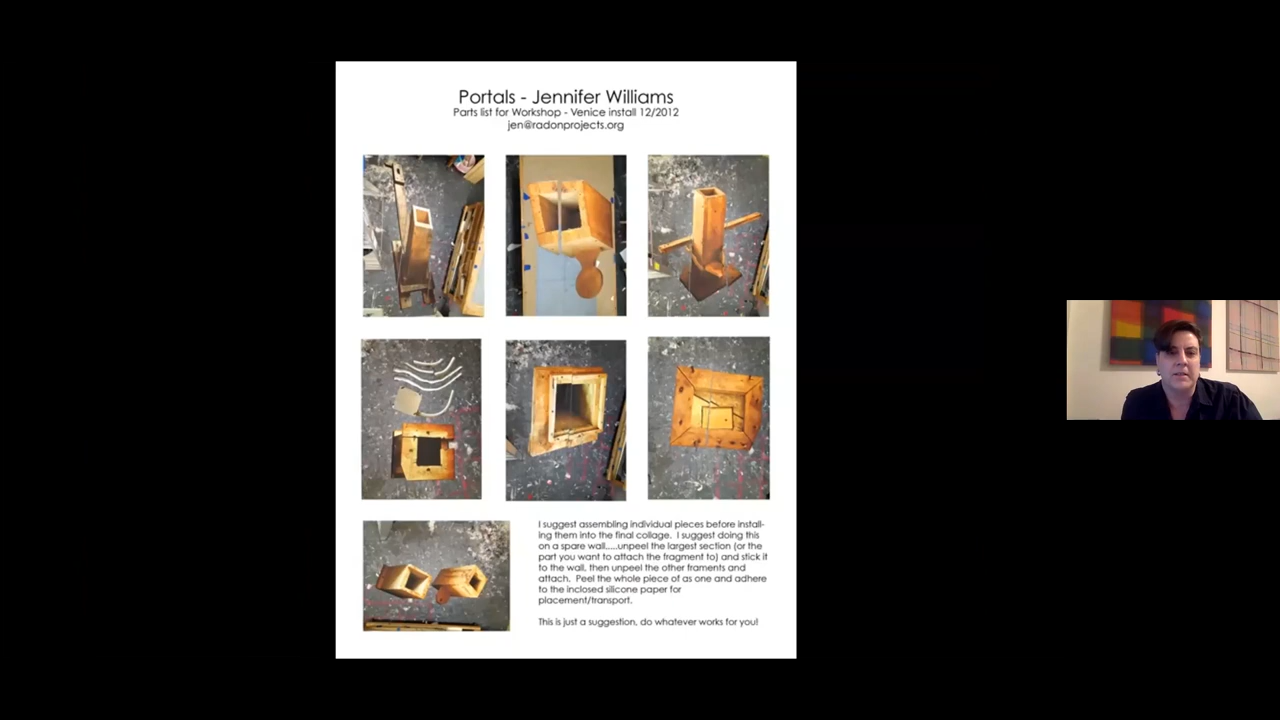 Portals - Jennifer Williams
Parts list for Workshop - Venice install 12/2012
jen@radonprojects.org
I suggest assembling individual pieces before install-
ing them into the final collage. I suggest doing this
on a spare wall.....unpeel the largest section (or the
part you want to attach the fragment to) and stick it
to the wall, then unpeel the other framents and
attach. Peel the whole piece of as one and adhere
to the inclosed silicone paper for
placement/transport.
This is just a suggestion, do whatever works for you!